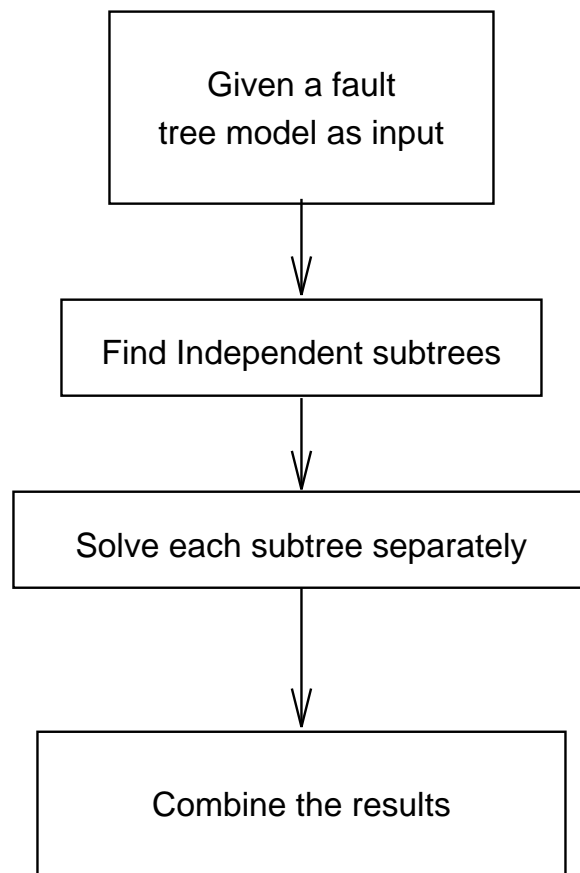 Given a fault
tree model as input
Find Independent subtrees
Solve each subtree separately
Combine the results